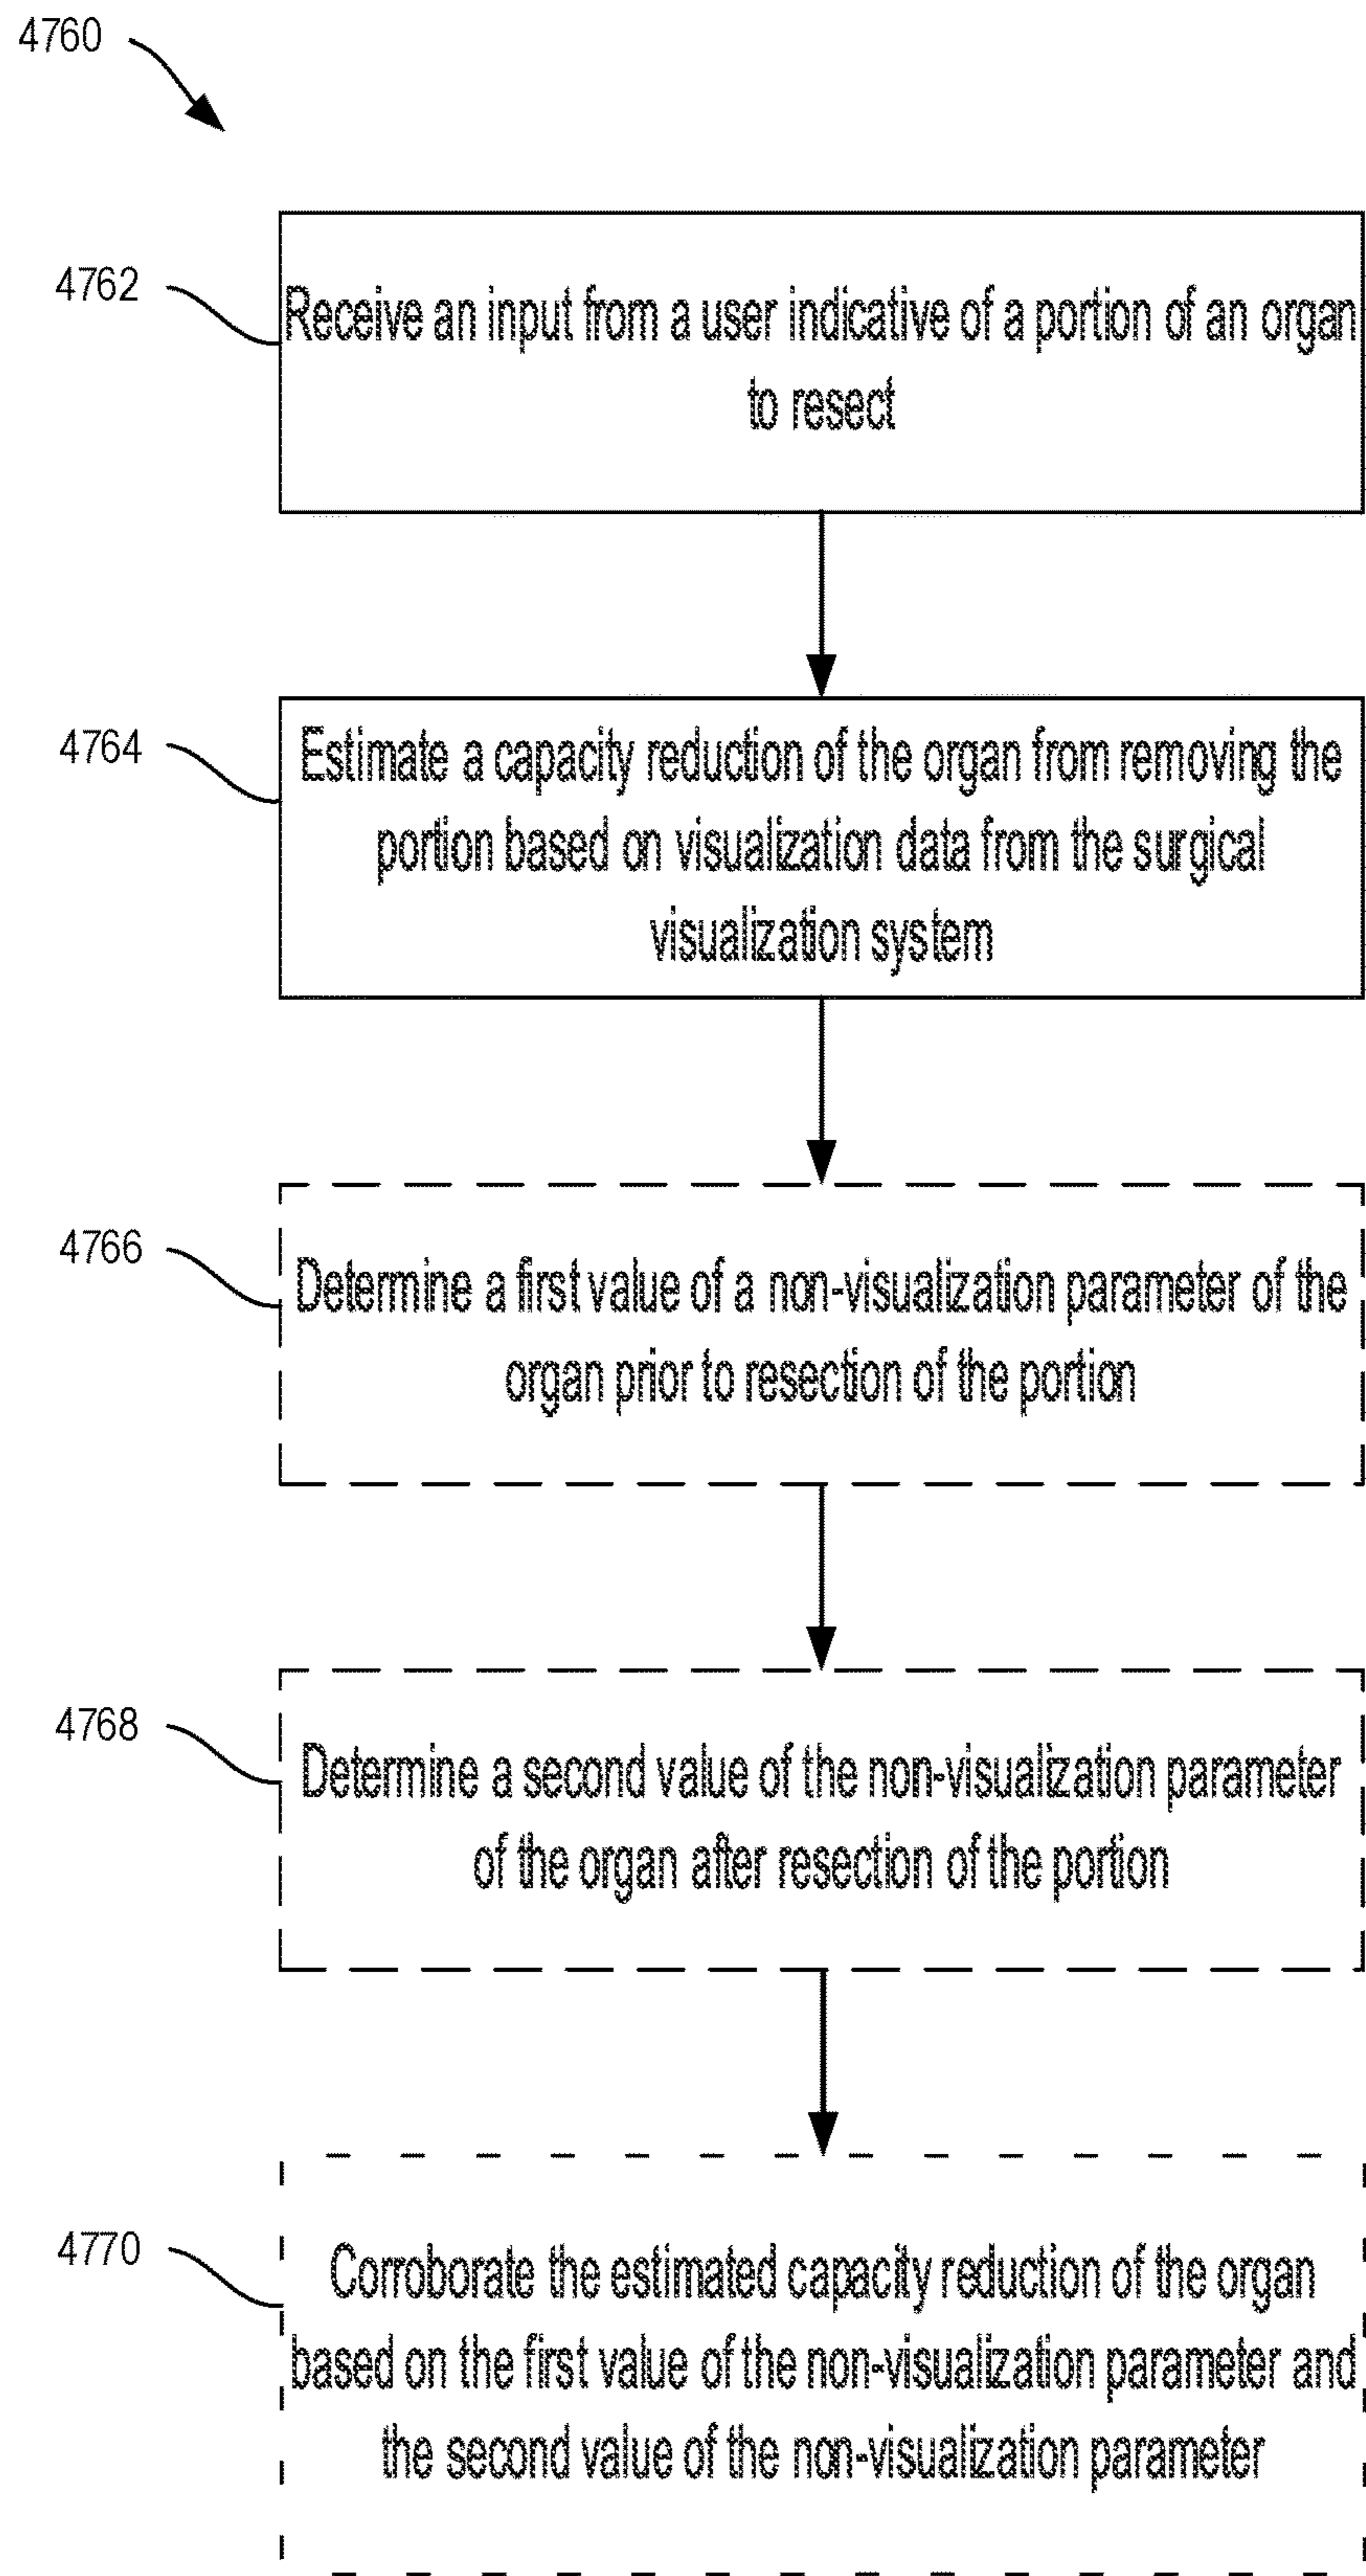 4760
4762
Receive an input from a user indicative of a portion of an organ
to resect
4764
Estimate a capacity reduction of the organ from removing the
portion based on visualization data from the surgical
visualization system
4766
Determine a first value of a non-visualization parameter of the
organ prior to resection of the portion
4768
Determine a second value of the non-visualization parameter
of the organ after resection of the portion
4770
Corroborate the estimated capacity reduction of the organ
based on the first value of the non-visualization parameter and
the second value of the non-visualization parameter